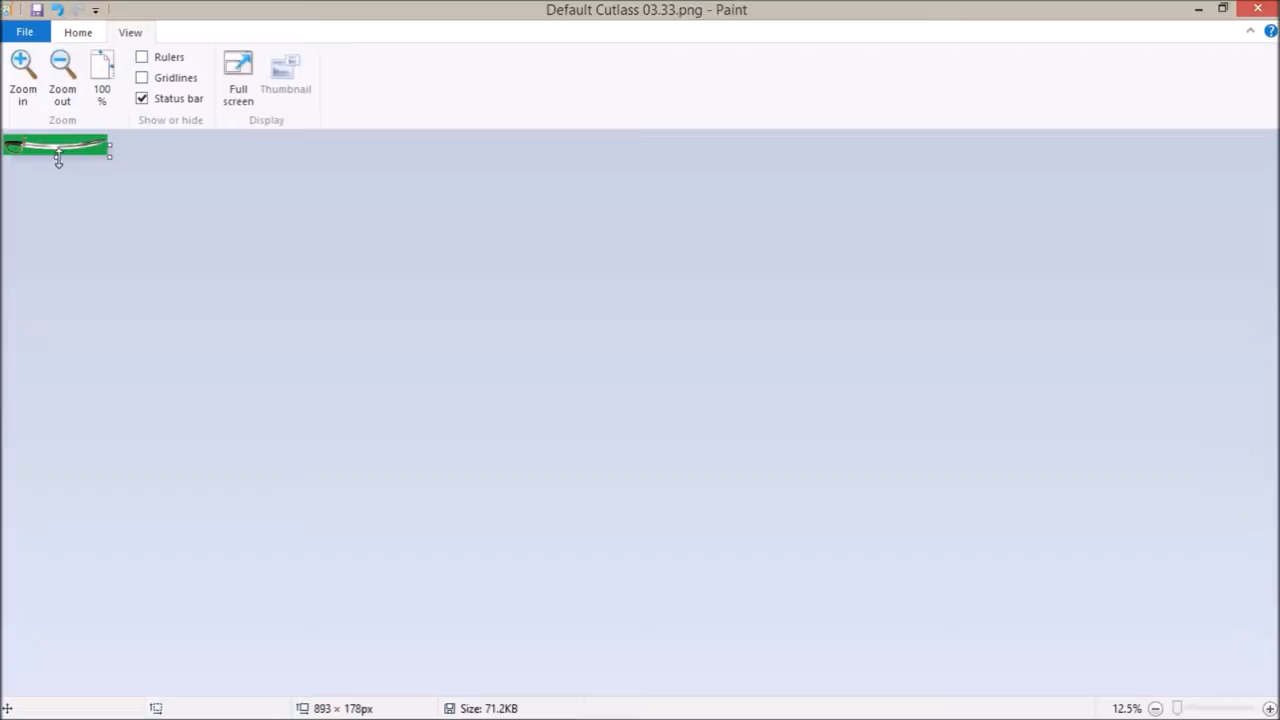 Default Cutlass 03.33.png - Paint
File Home View
Zoom in
Zoom out
100 %
Rulers
Gridlines
Status bar
Full screen
Thumbnail
Zoom
Show or hide
Display
893 × 178px
Size: 71.2KB
12.5%